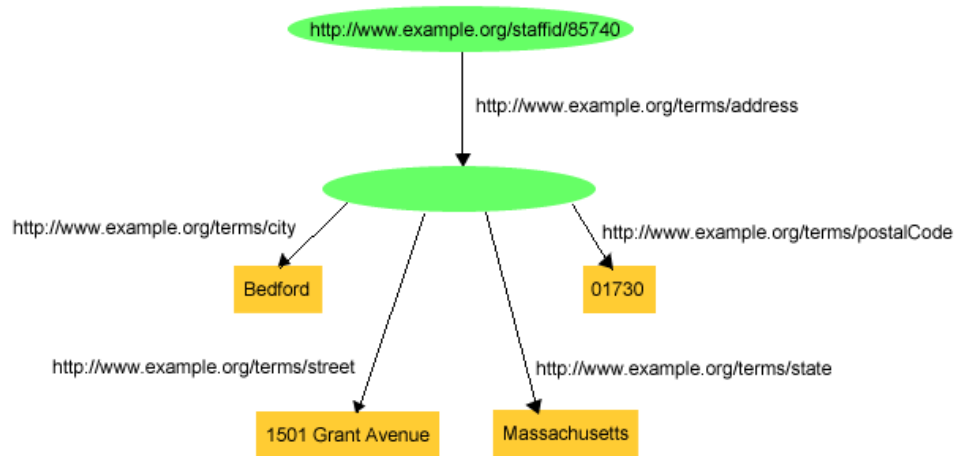 http://www.example.org/staffid/85740
http://www.example.org/terms/address
http://www.example.org/terms/city
http://www.example.org/terms/postalCode
Bedford
01730
http://www.example.org/terms/street
http://www.example.org/terms/state
1501 Grant Avenue
Massachusetts